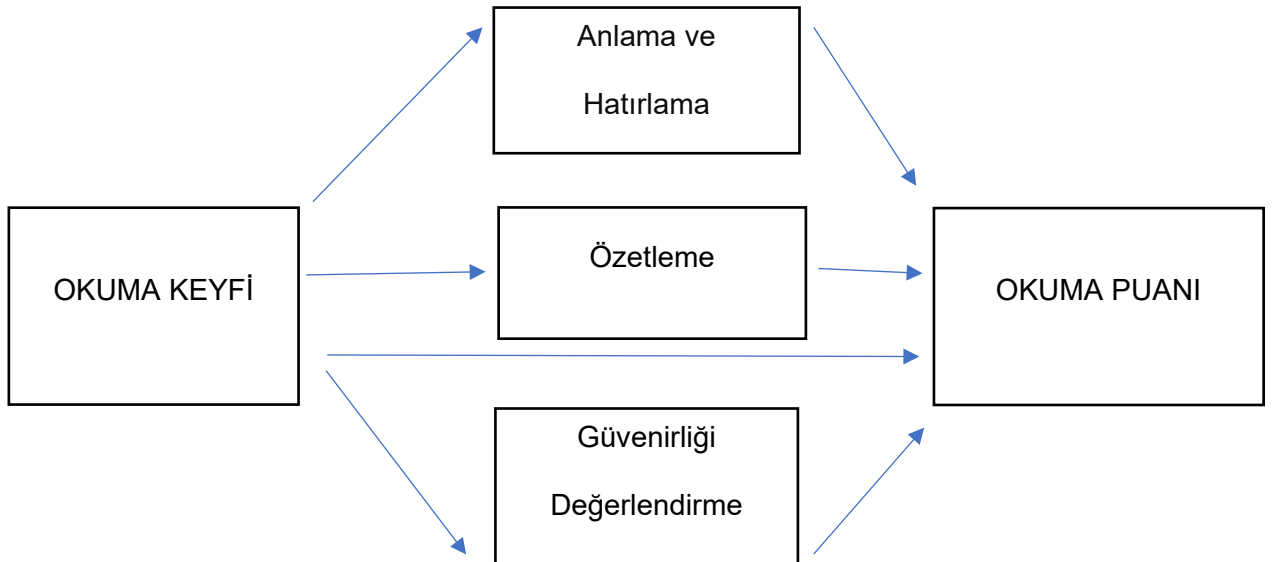 Anlama ve
Hatırlama
OKUMA KEYFİ
Özetleme
OKUMA PUANI
Güvenirliği
Değerlendirme